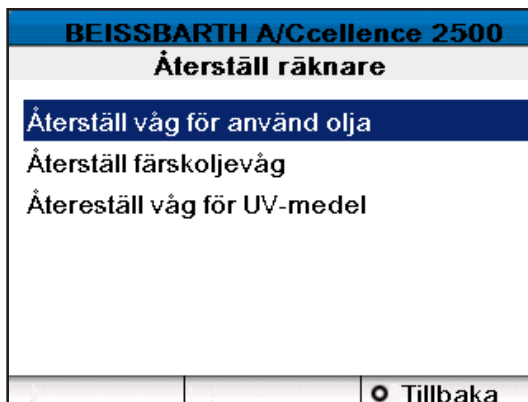 BEISSBARTH A/Ccellence 2500
Återställ räknare
Återställ våg för använd olja
Återställ färskoljevåg
Återeställ våg för UV-medel
Tillbaka